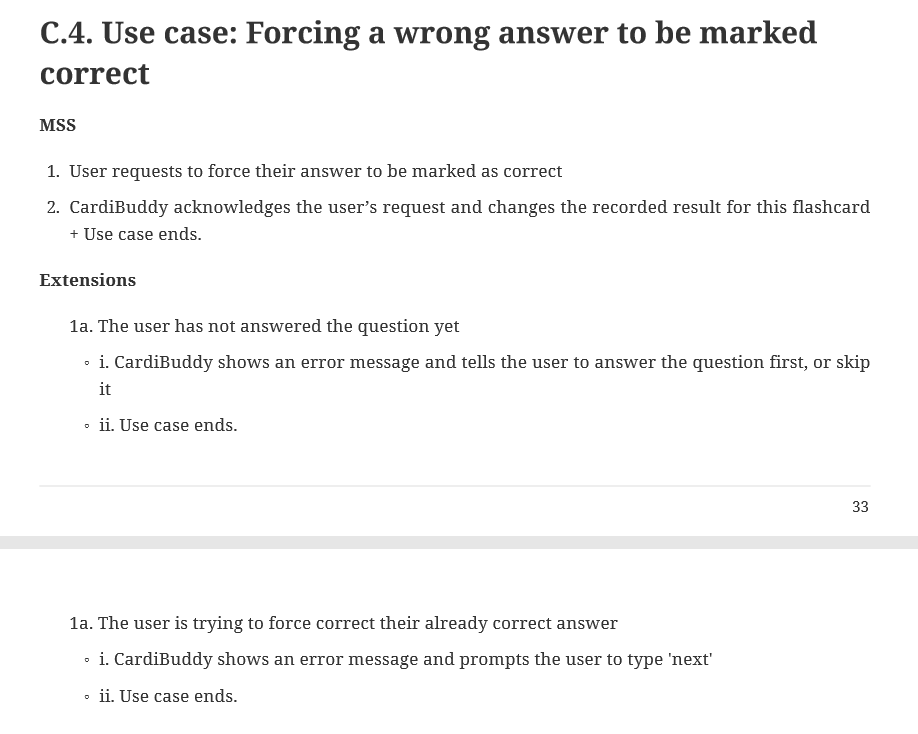 C.4. Use case: Forcing a wrong answer to be marked
correct
MSS
1. User requests to force their answer to be marked as correct
2. CardiBuddy acknowledges the user’s request and changes the recorded result for this flashcard
+ Use case ends.
Extensions
1a. The user has not answered the question yet
◦ i. CardiBuddy shows an error message and tells the user to answer the question first, or skip
it
◦ ii. Use case ends.
33
1a. The user is trying to force correct their already correct answer
◦ i. CardiBuddy shows an error message and prompts the user to type 'next'
◦ ii. Use case ends.